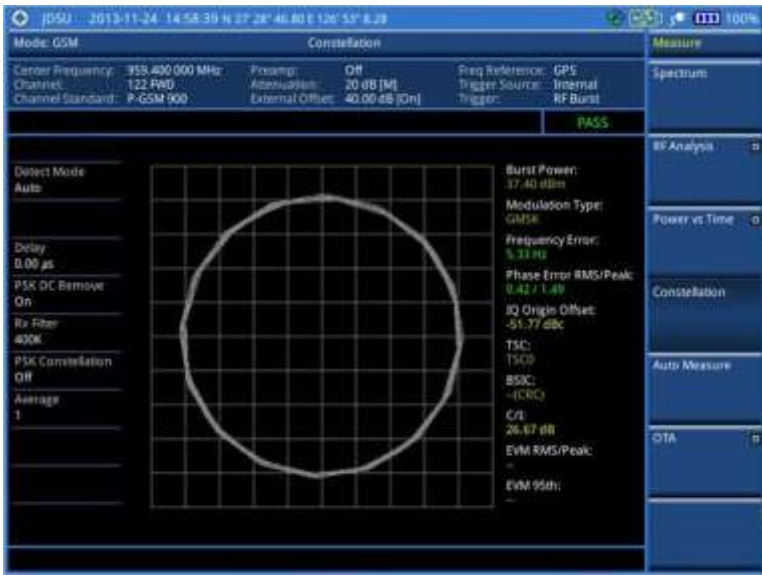 JDSU 2013-11-24 14:58:39 N 37° 28' 46.80 E 126° 53' 8.28 100%
Mode: GSM Constellation Measure
Center Frequency: 959.400 000 MHz Preamp: Off Freq Reference: GPS
Channel: 122 FWD Attenuation: 20 dB [M] Trigger Source: Internal
Channel Standard: P-GSM 900 External Offset: 40.00 dB [On] Trigger: RF Burst
Spectrum
PASS
RF Analysis
Detect Mode
Auto
Delay
0.00 µs
PSK DC Remove
On
Rx Filter
400K
PSK Constellation
Off
Average
1
Burst Power:
37.40 dBm
Modulation Type:
GMSK
Frequency Error:
5.33 Hz
Phase Error RMS/Peak:
0.42 / 1.49
IQ Origin Offset:
-51.77 dBc
TSC:
TSC0
BSIC:
--(CRC)
C/I:
26.67 dB
EVM RMS/Peak:
--
EVM 95th:
--
Power vs Time
Constellation
Auto Measure
OTA